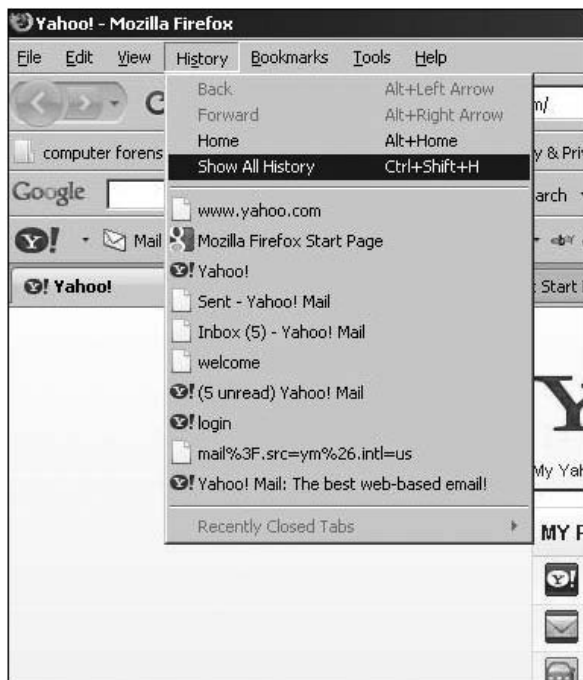 Yahoo! - Mozilla Firefox
File Edit View History Bookmarks Tools Help
Back Alt+Left Arrow
Forward Alt+Right Arrow
Home Alt+Home
Show All History Ctrl+Shift+H
computer forens
Google
Mail
Y! Yahoo!
www.yahoo.com
Mozilla Firefox Start Page
Y! Yahoo!
Sent - Yahoo! Mail
Inbox (5) - Yahoo! Mail
welcome
Y! (5 unread) Yahoo! Mail
Y! login
mail%3F.src=ym%26.intl=us
Y! Yahoo! Mail: The best web-based email!
Recently Closed Tabs
m/
y & Pri
arch
ebY
Start
Y
My Yah
MY F
Y!